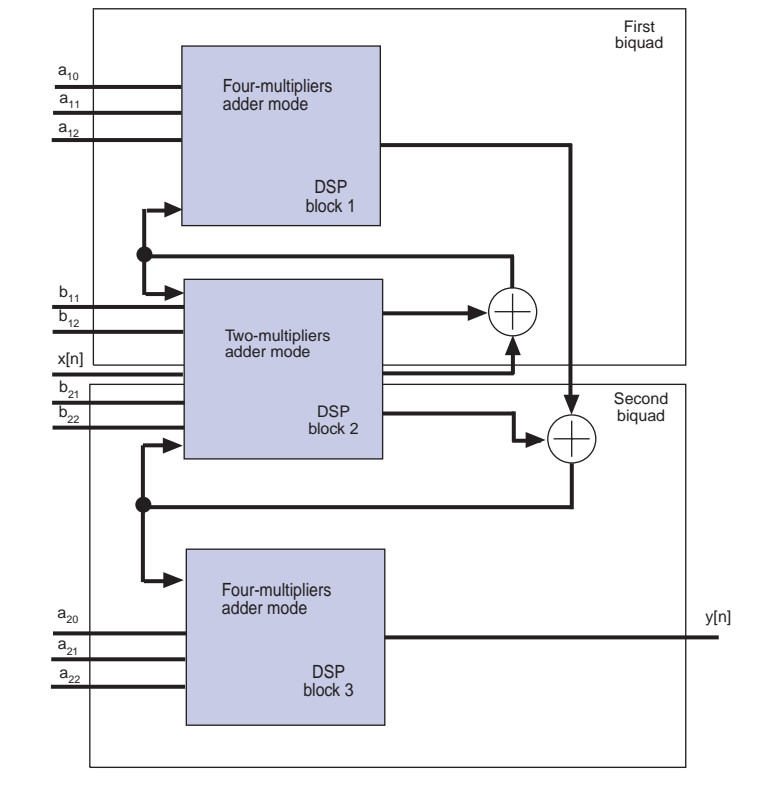 First
biquad
a10
a11
a12
Four-multipliers
adder mode
DSP
block 1
b11
b12
x[n]
b21
b22
Two-multipliers
adder mode
DSP
block 2
Second
biquad
Four-multipliers
adder mode
DSP
block 3
a20
a21
a22
y[n]